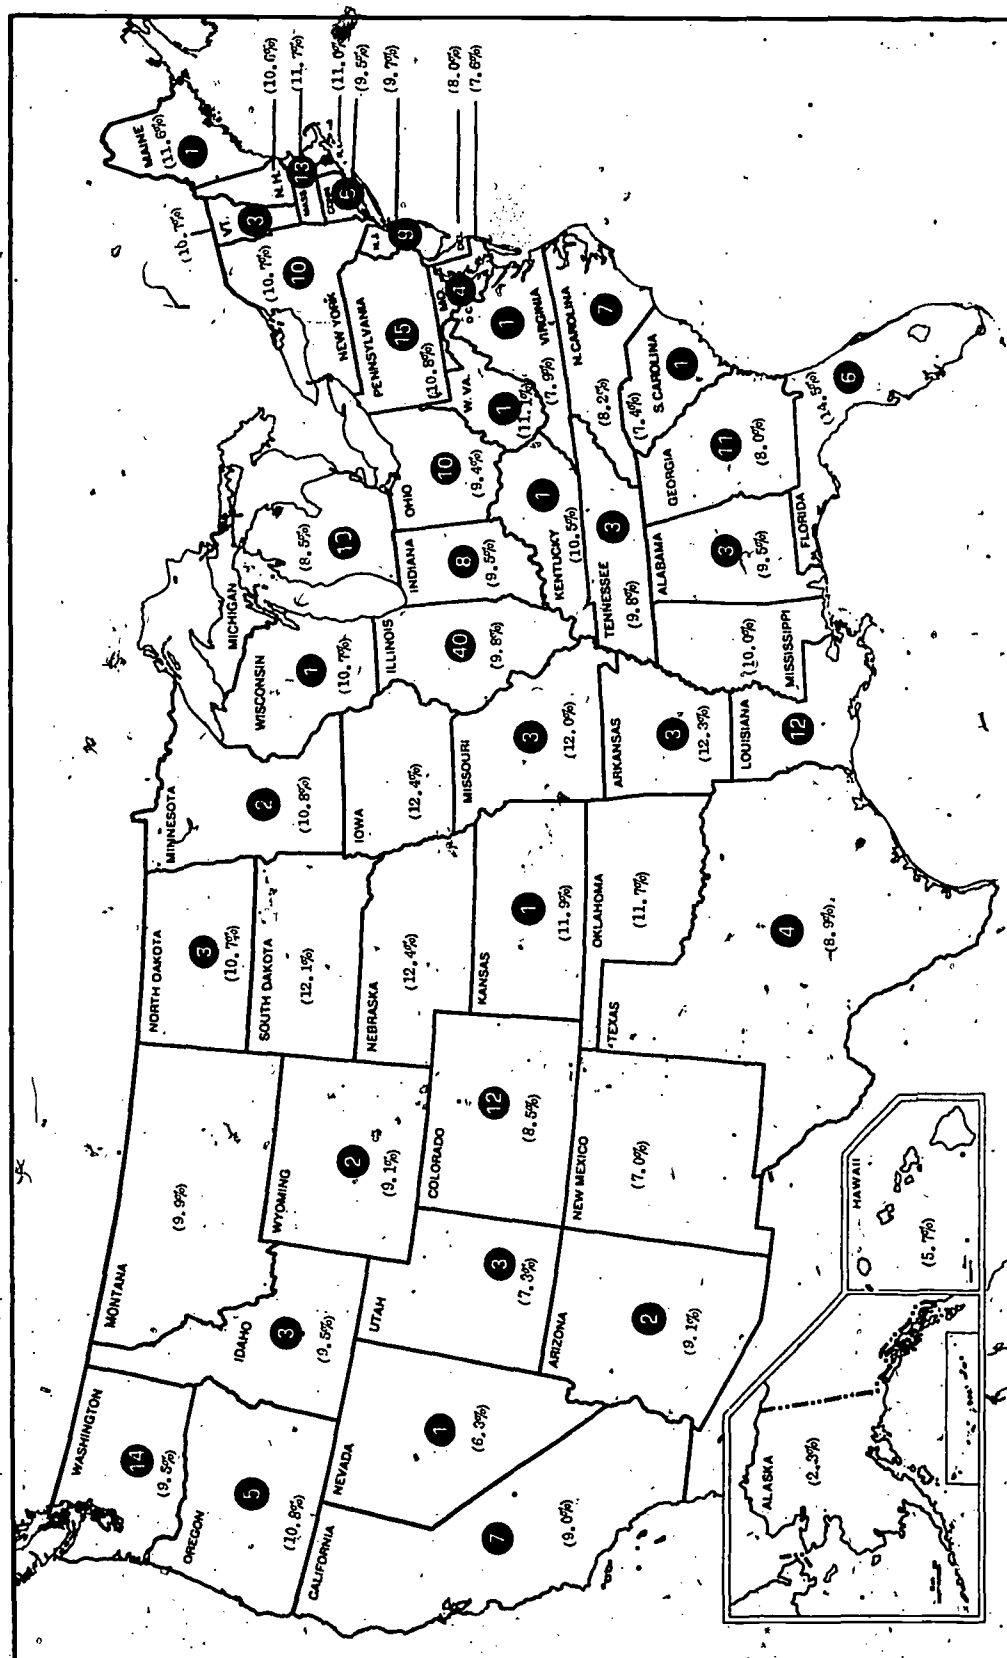 WASHINGTON
14
(9.5%)
OREGON
5
(10.8%)
CALIFORNIA
7
(9.0%)
NEVADA
1
(6.3%)
IDAHO
3
(9.5%)
MONTANA
(9.9%)
WYOMING
2
(9.1%)
UTAH
3
(7.3%)
ARIZONA
2
(9.1%)
COLORADO
12
(8.5%)
NEW MEXICO
(7.0%)
NORTH DAKOTA
3
(10.7%)
SOUTH DAKOTA
(12.1%)
NEBRASKA
(12.4%)
KANSAS
1
(11.9%)
OKLAHOMA
(11.7%)
TEXAS
4
(8.9%)
MINNESOTA
2
(10.8%)
IOWA
(12.4%)
MISSOURI
3
(12.0%)
ARKANSAS
3
(12.3%)
LOUISIANA
12
WISCONSIN
1
(10.7%)
ILLINOIS
40
(9.8%)
MICHIGAN
13
(8.5%)
INDIANA
8
(9.5%)
OHIO
10
(9.4%)
KENTUCKY
1
(10.5%)
TENNESSEE
3
(9.8%)
MISSISSIPPI
(10.0%)
ALABAMA
3
(9.5%)
GEORGIA
11
(8.0%)
FLORIDA
6
S.CAROLINA
1
(7.4%)
N.CAROLINA
7
(8.2%)
VIRGINIA
1
(7.9%)
W.VA.
1
(11.1%)
PENNSYLVANIA
15
(10.8%)
NEW YORK
10
(10.7%)
VT.
3
(10.7%)
N.H.
(10.6%)
MAINE
1
(11.6%)
MASS
13
(11.7%)
CONN
R.I.
(11.0%)
(9.5%)
N.J.
9
(9.7%)
DEL
(8.0%)
MD.
D.C.
4
(7.6%)
ALASKA
(2.3%)
HAWAII
(5.7%)